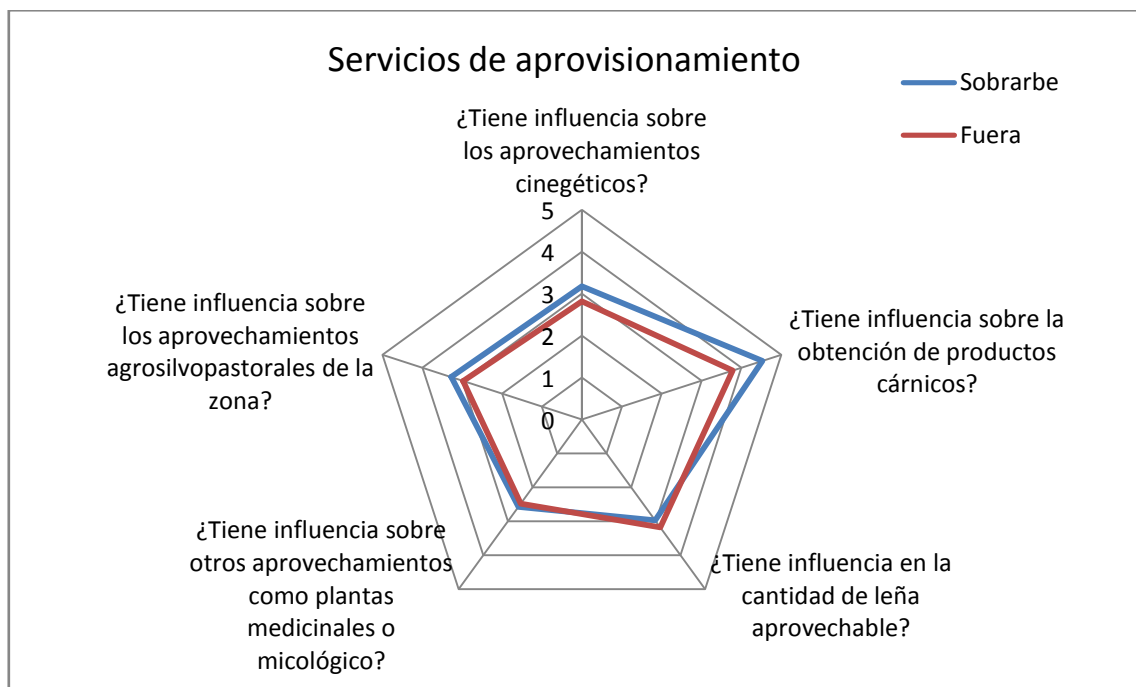 Servicios de aprovisionamiento
Sobrarbe
Fuera
¿Tiene influencia sobre
los aprovechamientos
cinegéticos?
¿Tiene influencia sobre la
obtención de productos
cárnicos?
¿Tiene influencia en la
cantidad de leña
aprovechable?
¿Tiene influencia sobre
otros aprovechamientos
como plantas
medicinales o
micológico?
¿Tiene influencia sobre
los aprovechamientos
agrosilvopastorales de la
zona?
5
4
3
2
1
0